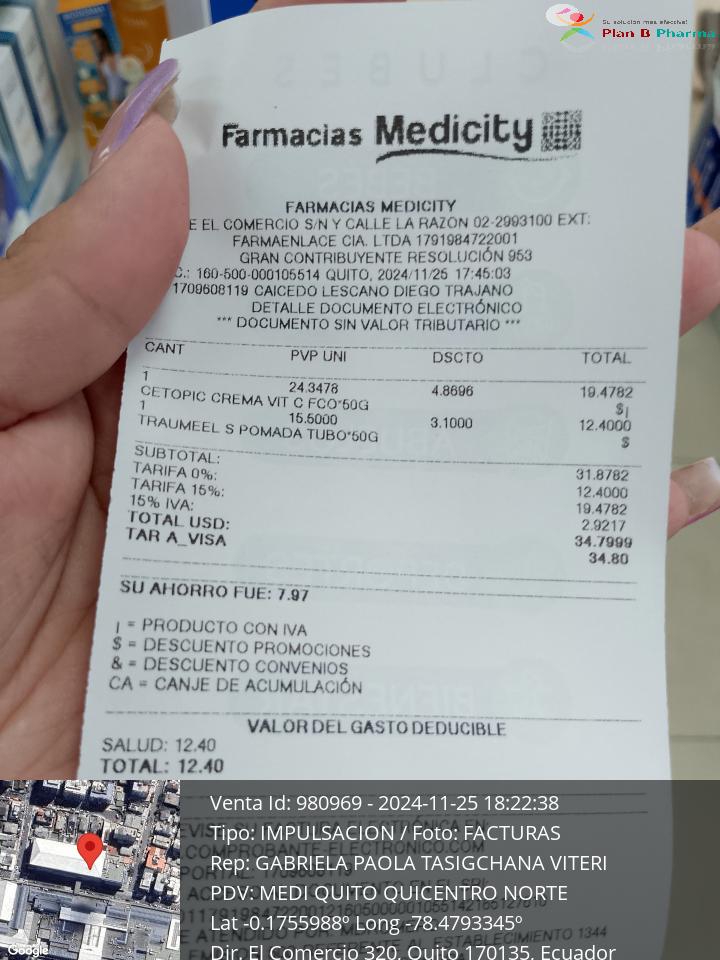 Su solución más efectiva!
Plan B Pharma
CLUBES
Farmacias Medicity
FARMACIAS MEDICITY
E EL COMERCIO S/N Y CALLE LA RAZON 02-2993100 EXT:
FARMAENLACE CIA. LTDA 1791984722001
GRAN CONTRIBUYENTE RESOLUCIÓN 953
C.: 160-500-000105514 QUITO, 2024/11/25 17:45:03
1709608119 CAICEDO LESCANO DIEGO TRAJANO
DETALLE DOCUMENTO ELECTRÓNICO
*** DOCUMENTO SIN VALOR TRIBUTARIO ***
CANT PVP UNI DSCTO TOTAL
1 24.3478 4.8696 19.4782
CETOPIC CREMA VIT C FCO*50G $¡
1 15.5000 3.1000 12.4000
TRAUMEEL S POMADA TUBO*50G $
SUBTOTAL: 31.8782
TARIFA 0%: 12.4000
TARIFA 15%: 19.4782
15% IVA: 2.9217
TOTAL USD: 34.7999
TAR A_VISA 34.80
SU AHORRO FUE: 7.97
¡ = PRODUCTO CON IVA
$ = DESCUENTO PROMOCIONES
& = DESCUENTO CONVENIOS
CA = CANJE DE ACUMULACIÓN
VALOR DEL GASTO DEDUCIBLE
SALUD: 12.40
TOTAL: 12.40
Venta Id: 980969 - 2024-11-25 18:22:38
Tipo: IMPULSACION / Foto: FACTURAS
Rep: GABRIELA PAOLA TASIGCHANA VITERI
PDV: MEDI QUITO QUICENTRO NORTE
Lat -0.1755988º Long -78.4793345º
Dir. El Comercio 320, Quito 170135, Ecuador
Google